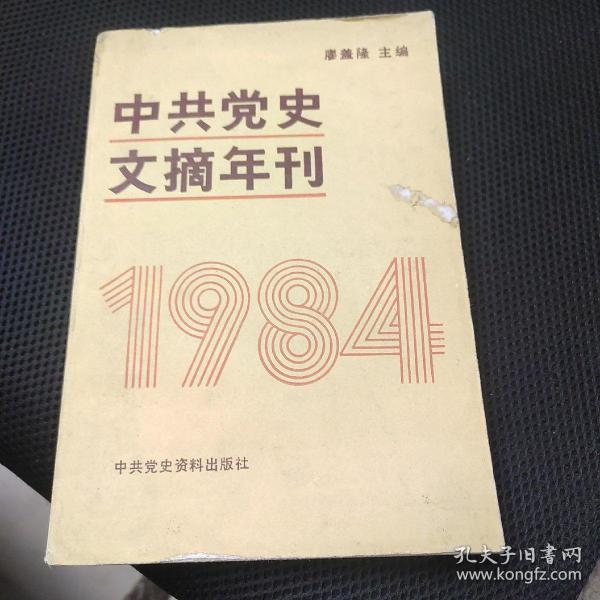 廖蓋隆 主编
中共党史
文摘年刊
1984
中共党史资料出版社
孔夫子旧书网
www.kongfz.com